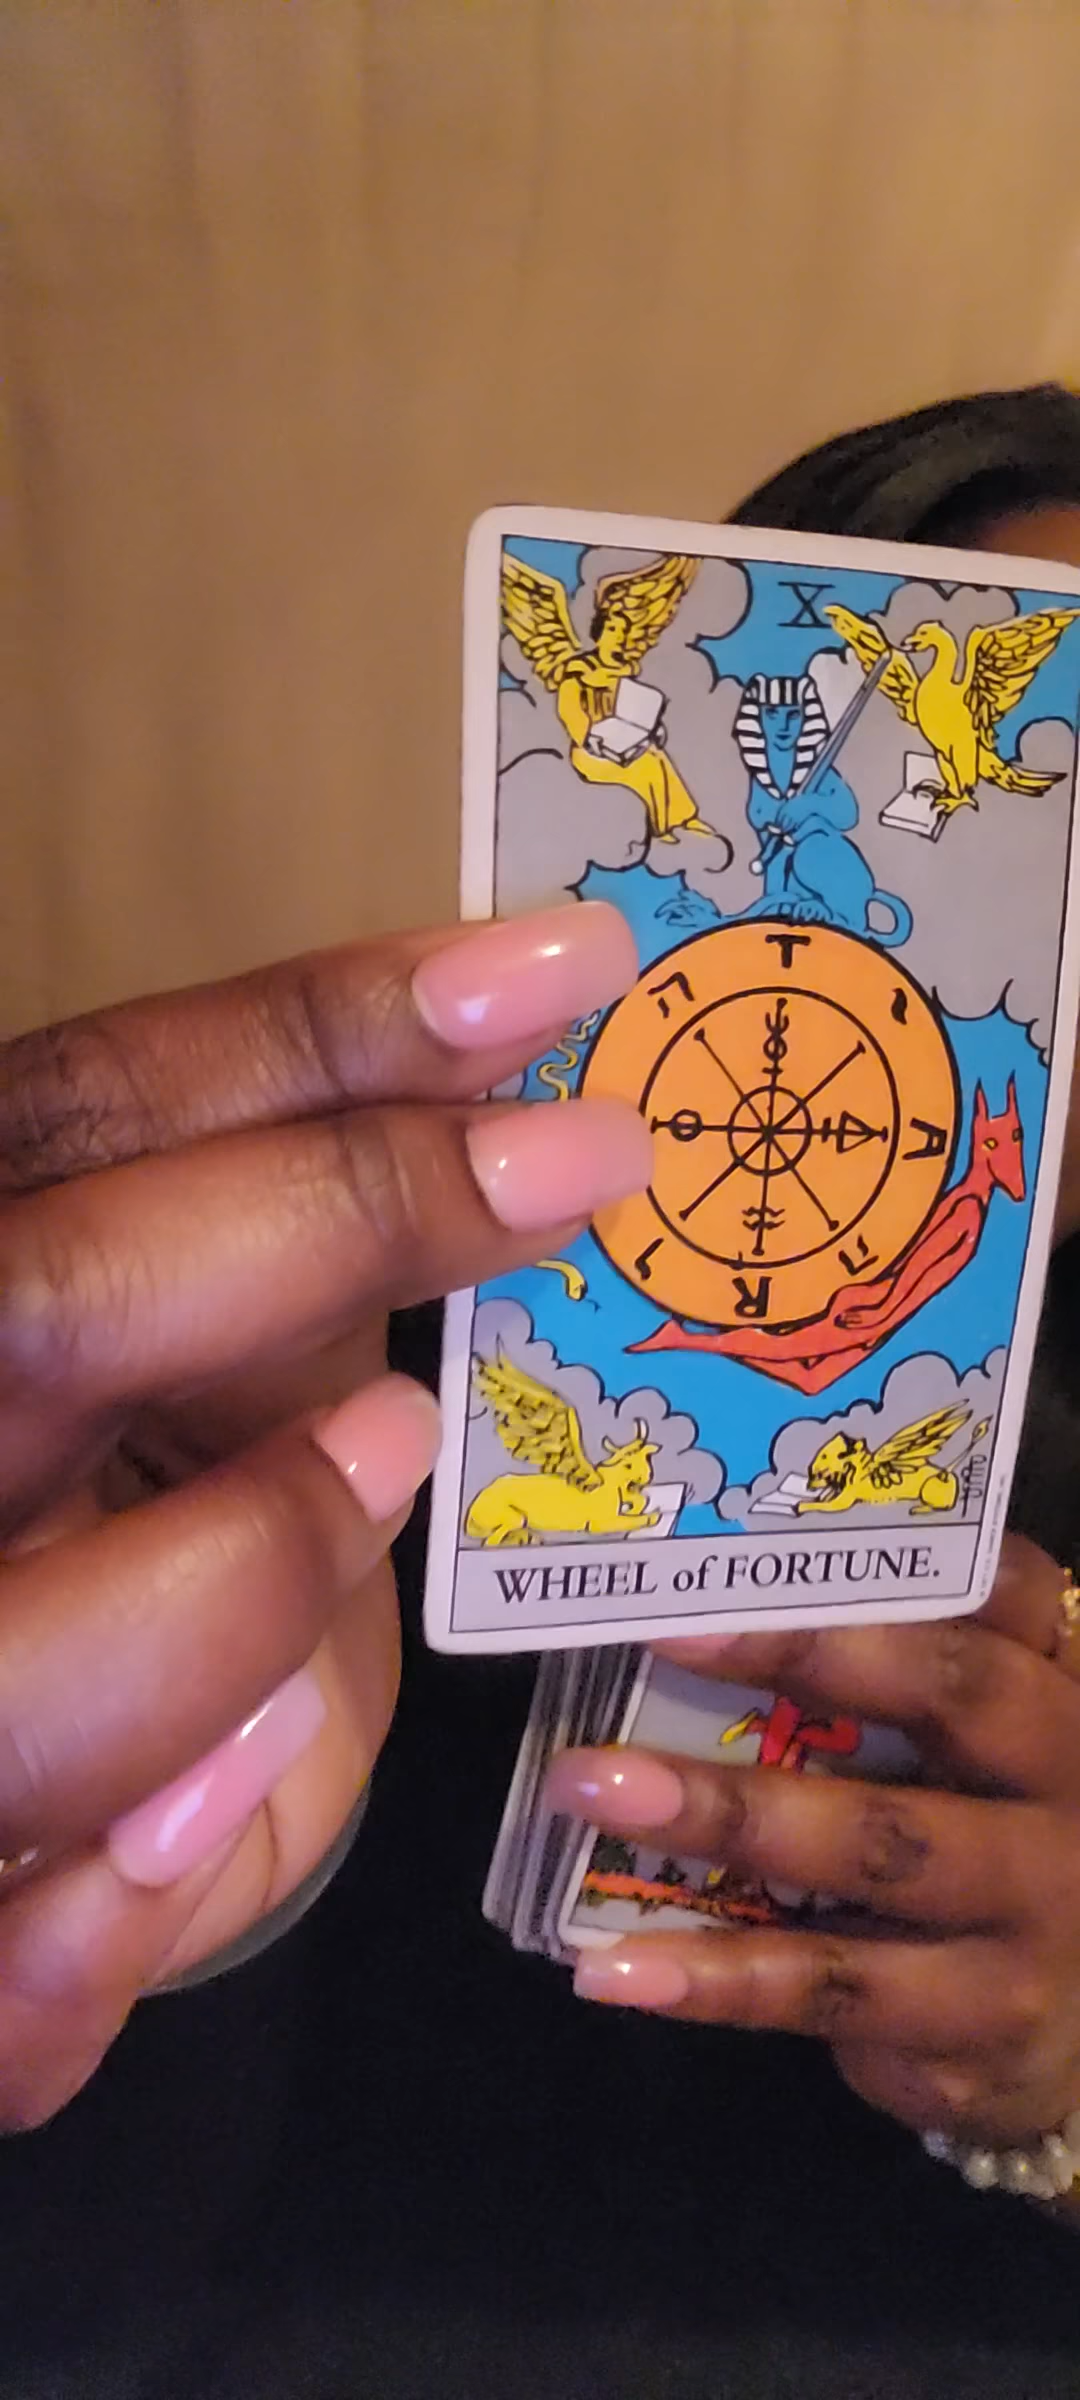 X
T
A
R
ה
י
ו
ה
WHEEL of FORTUNE.